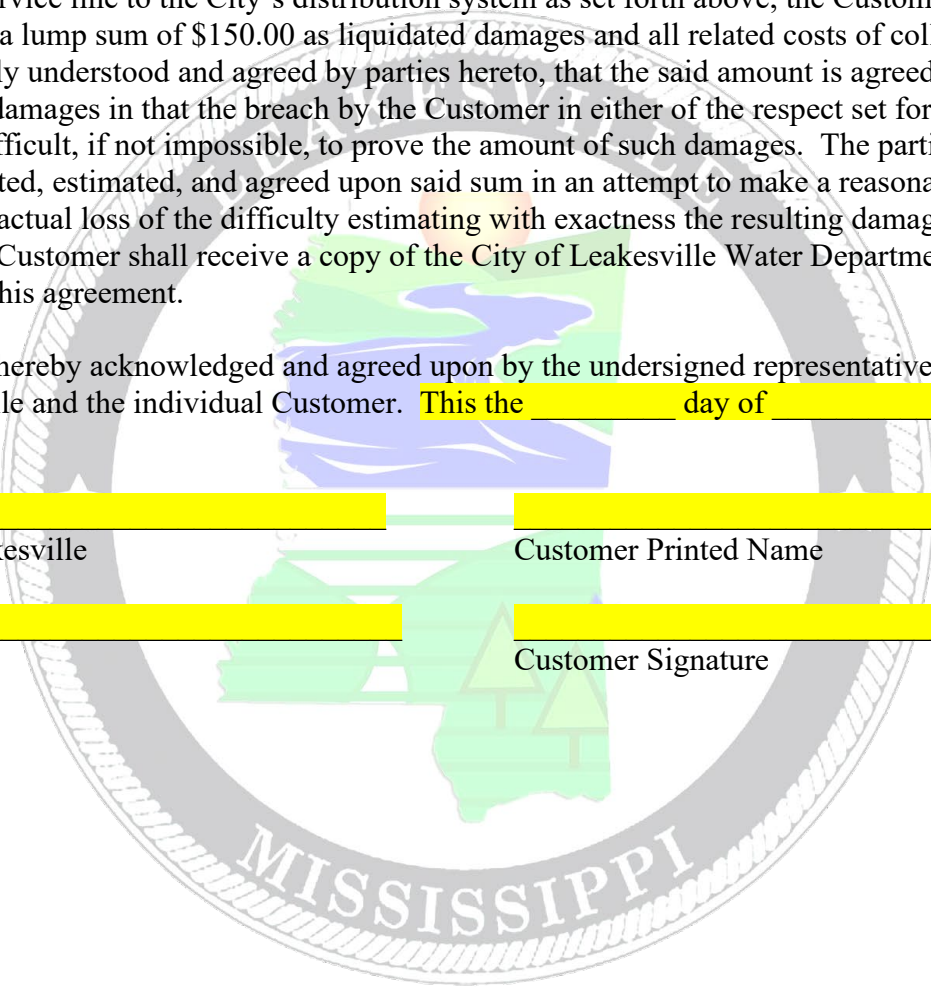 service line to the City's distribution system as set forth above, the Custom
a lump sum of $150.00 as liquidated damages and all related costs of coll
ly understood and agreed by parties hereto, that the said amount is agreed
damages in that the breach by the Customer in either of the respect set for
fficult, if not impossible, to prove the amount of such damages. The parti
ted, estimated, and agreed upon said sum in an attempt to make a reasona
actual loss of the difficulty estimating with exactness the resulting damag
Customer shall receive a copy of the City of Leakesville Water Departme
his agreement.
hereby acknowledged and agreed upon by the undersigned representative
le and the individual Customer. This the _________ day of __________
esville
Customer Printed Name
Customer Signature
LEAKESVILLE
MISSISSIPPI